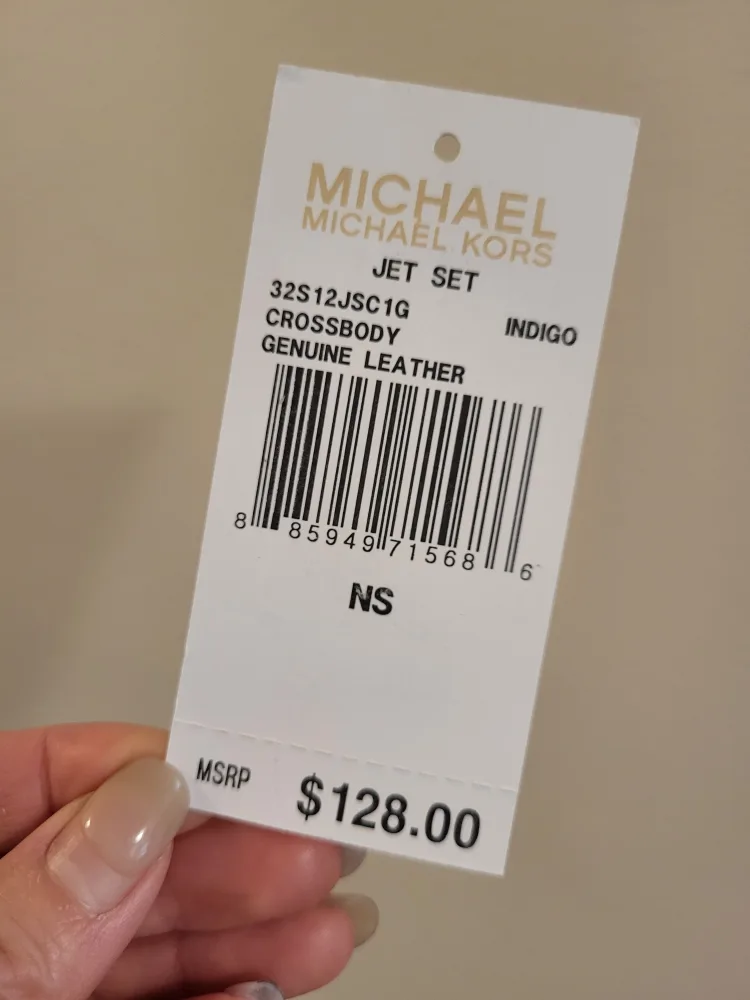 MICHAEL
MICHAEL KORS
JET SET
32S12JSC1G
CROSSBODY INDIGO
GENUINE LEATHER
8 85949 71568 6
NS
MSRP $128.00